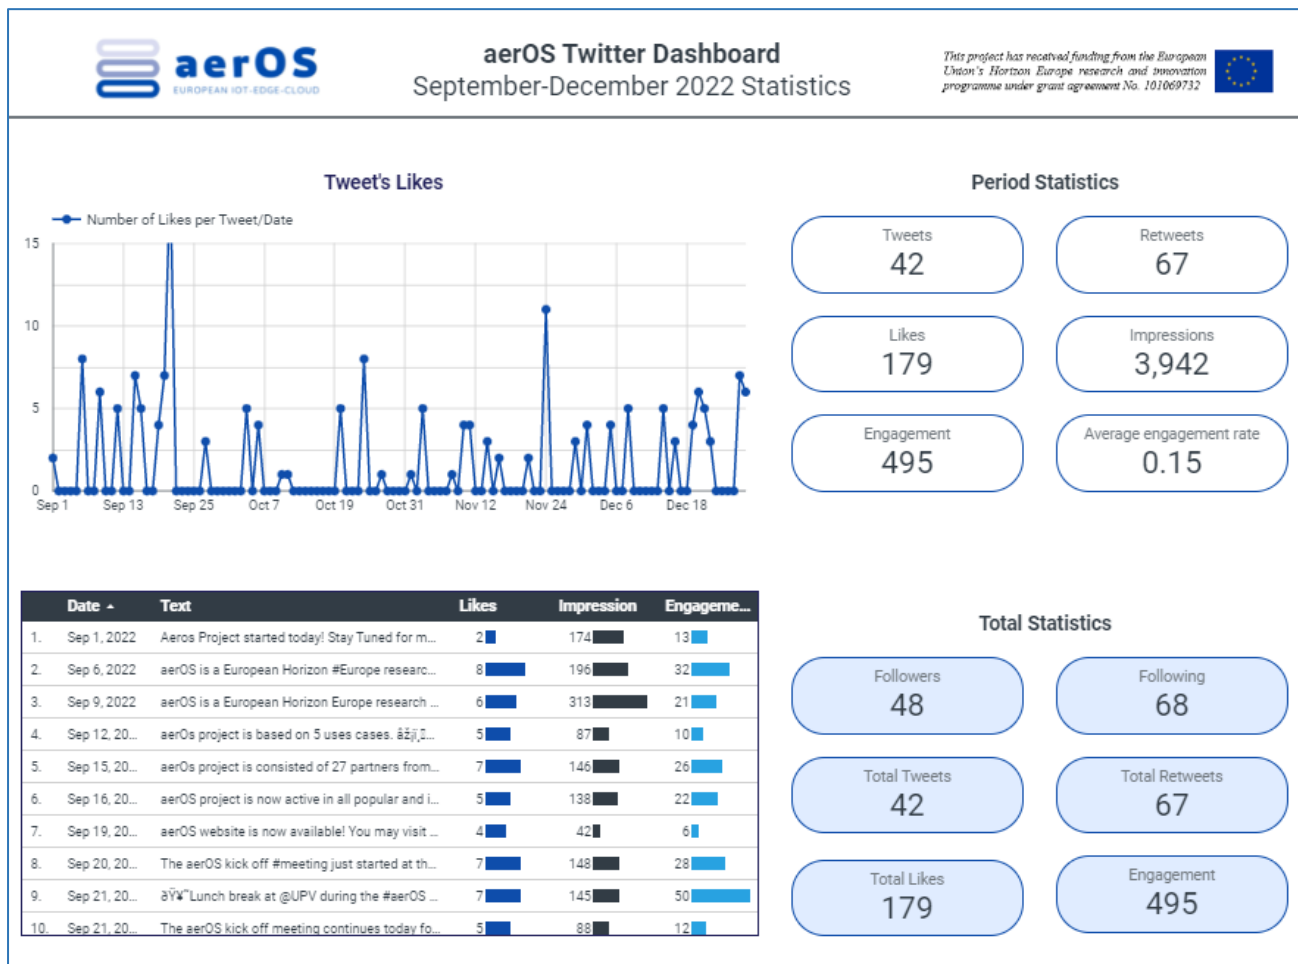 aerOS
EUROPEAN IOT-EDGE-CLOUD
aerOS Twitter Dashboard
September-December 2022 Statistics
This project has received funding from the European
Union's Horizon Europe research and innovation
programme under grant agreement No. 101069732
Tweet's Likes
Number of Likes per Tweet/Date
15
10
5
0
Sep 1 Sep 13 Sep 25 Oct 7 Oct 19 Oct 31 Nov 12 Nov 24 Dec 6 Dec 18
Period Statistics
Tweets
42
Retweets
67
Likes
179
Impressions
3,942
Engagement
495
Average engagement rate
0.15
Date Text Likes Impression Engageme...
1. Sep 1, 2022 Aeros Project started today! Stay Tuned for m... 2 174 13
2. Sep 6, 2022 aerOS is a European Horizon #Europe researc... 8 196 32
3. Sep 9, 2022 aerOS is a European Horizon Europe research ... 6 313 21
4. Sep 12, 20... aerOs project is based on 5 uses cases. 5 87 10
5. Sep 15, 20... aerOs project is consisted of 27 partners from... 7 146 26
6. Sep 16, 20... aerOS project is now active in all popular and i... 5 138 22
7. Sep 19, 20... aerOS website is now available! You may visit ... 4 42 6
8. Sep 20, 20... The aerOS kick off #meeting just started at th... 7 148 28
9. Sep 21, 20... ðŸ¥ªLunch break at @UPV during the #aerOS ... 7 145 50
10. Sep 21, 20... The aerOS kick off meeting continues today fo... 5 88 12
Total Statistics
Followers
48
Following
68
Total Tweets
42
Total Retweets
67
Total Likes
179
Engagement
495